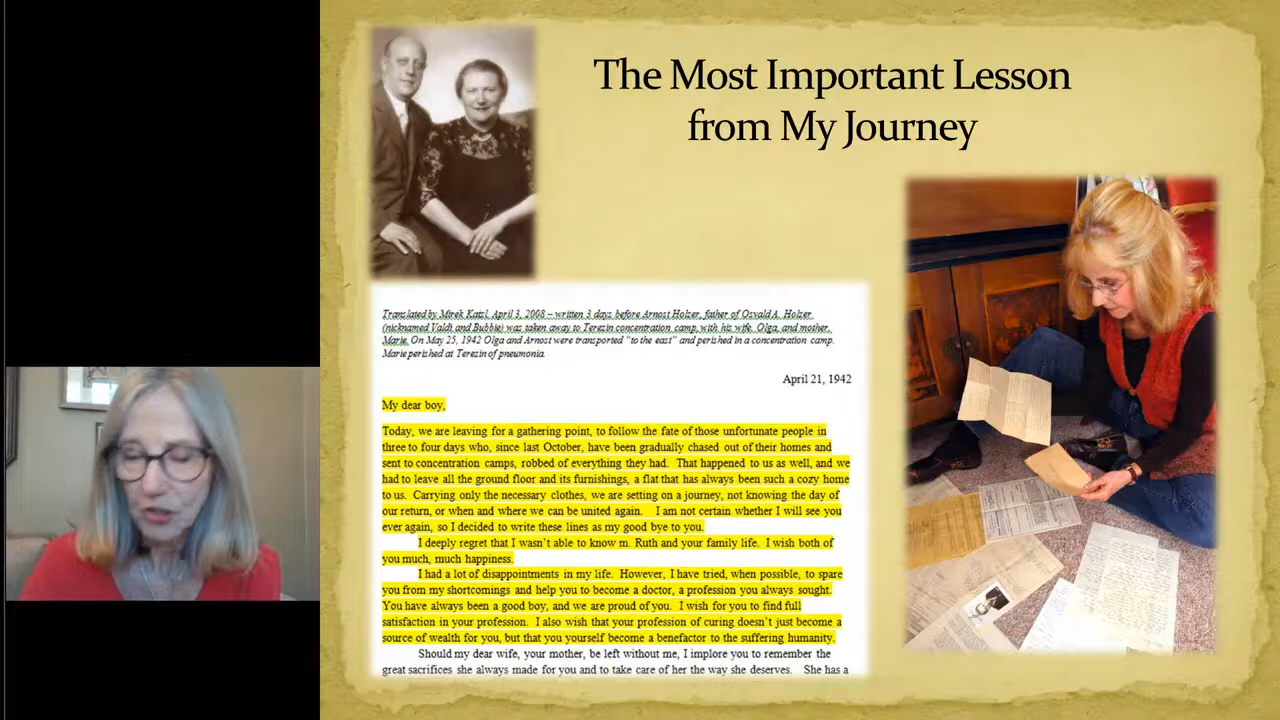 The Most Important Lesson
from My Journey
Translated by Mirek Katzl, April 3, 2008 – written 3 days before Arnost Holzer, father of Osvald A. Holzer
(nicknamed Valdi and Bubbie) was taken away to Terezin concentration camp, with his wife, Olga, and mother,
Marie. On May 25, 1942 Olga and Arnost were transported "to the east" and perished in a concentration camp.
Marie perished at Terezin of pneumonia.
April 21, 1942
My dear boy,
Today, we are leaving for a gathering point, to follow the fate of those unfortunate people in
three to four days who, since last October, have been gradually chased out of their homes and
sent to concentration camps, robbed of everything they had. That happened to us as well, and we
had to leave all the ground floor and its furnishings, a flat that has always been such a cozy home
to us. Carrying only the necessary clothes, we are setting on a journey, not knowing the day of
our return, or when and where we can be united again. I am not certain whether I will see you
ever again, so I decided to write these lines as my good bye to you.
I deeply regret that I wasn't able to know m. Ruth and your family life. I wish both of
you much, much happiness.
I had a lot of disappointments in my life. However, I have tried, when possible, to spare
you from my shortcomings and help you to become a doctor, a profession you always sought.
You have always been a good boy, and we are proud of you. I wish for you to find full
satisfaction in your profession. I also wish that your profession of curing doesn't just become a
source of wealth for you, but that you yourself become a benefactor to the suffering humanity.
Should my dear wife, your mother, be left without me, I implore you to remember the
great sacrifices she always made for you and to take care of her the way she deserves. She has a